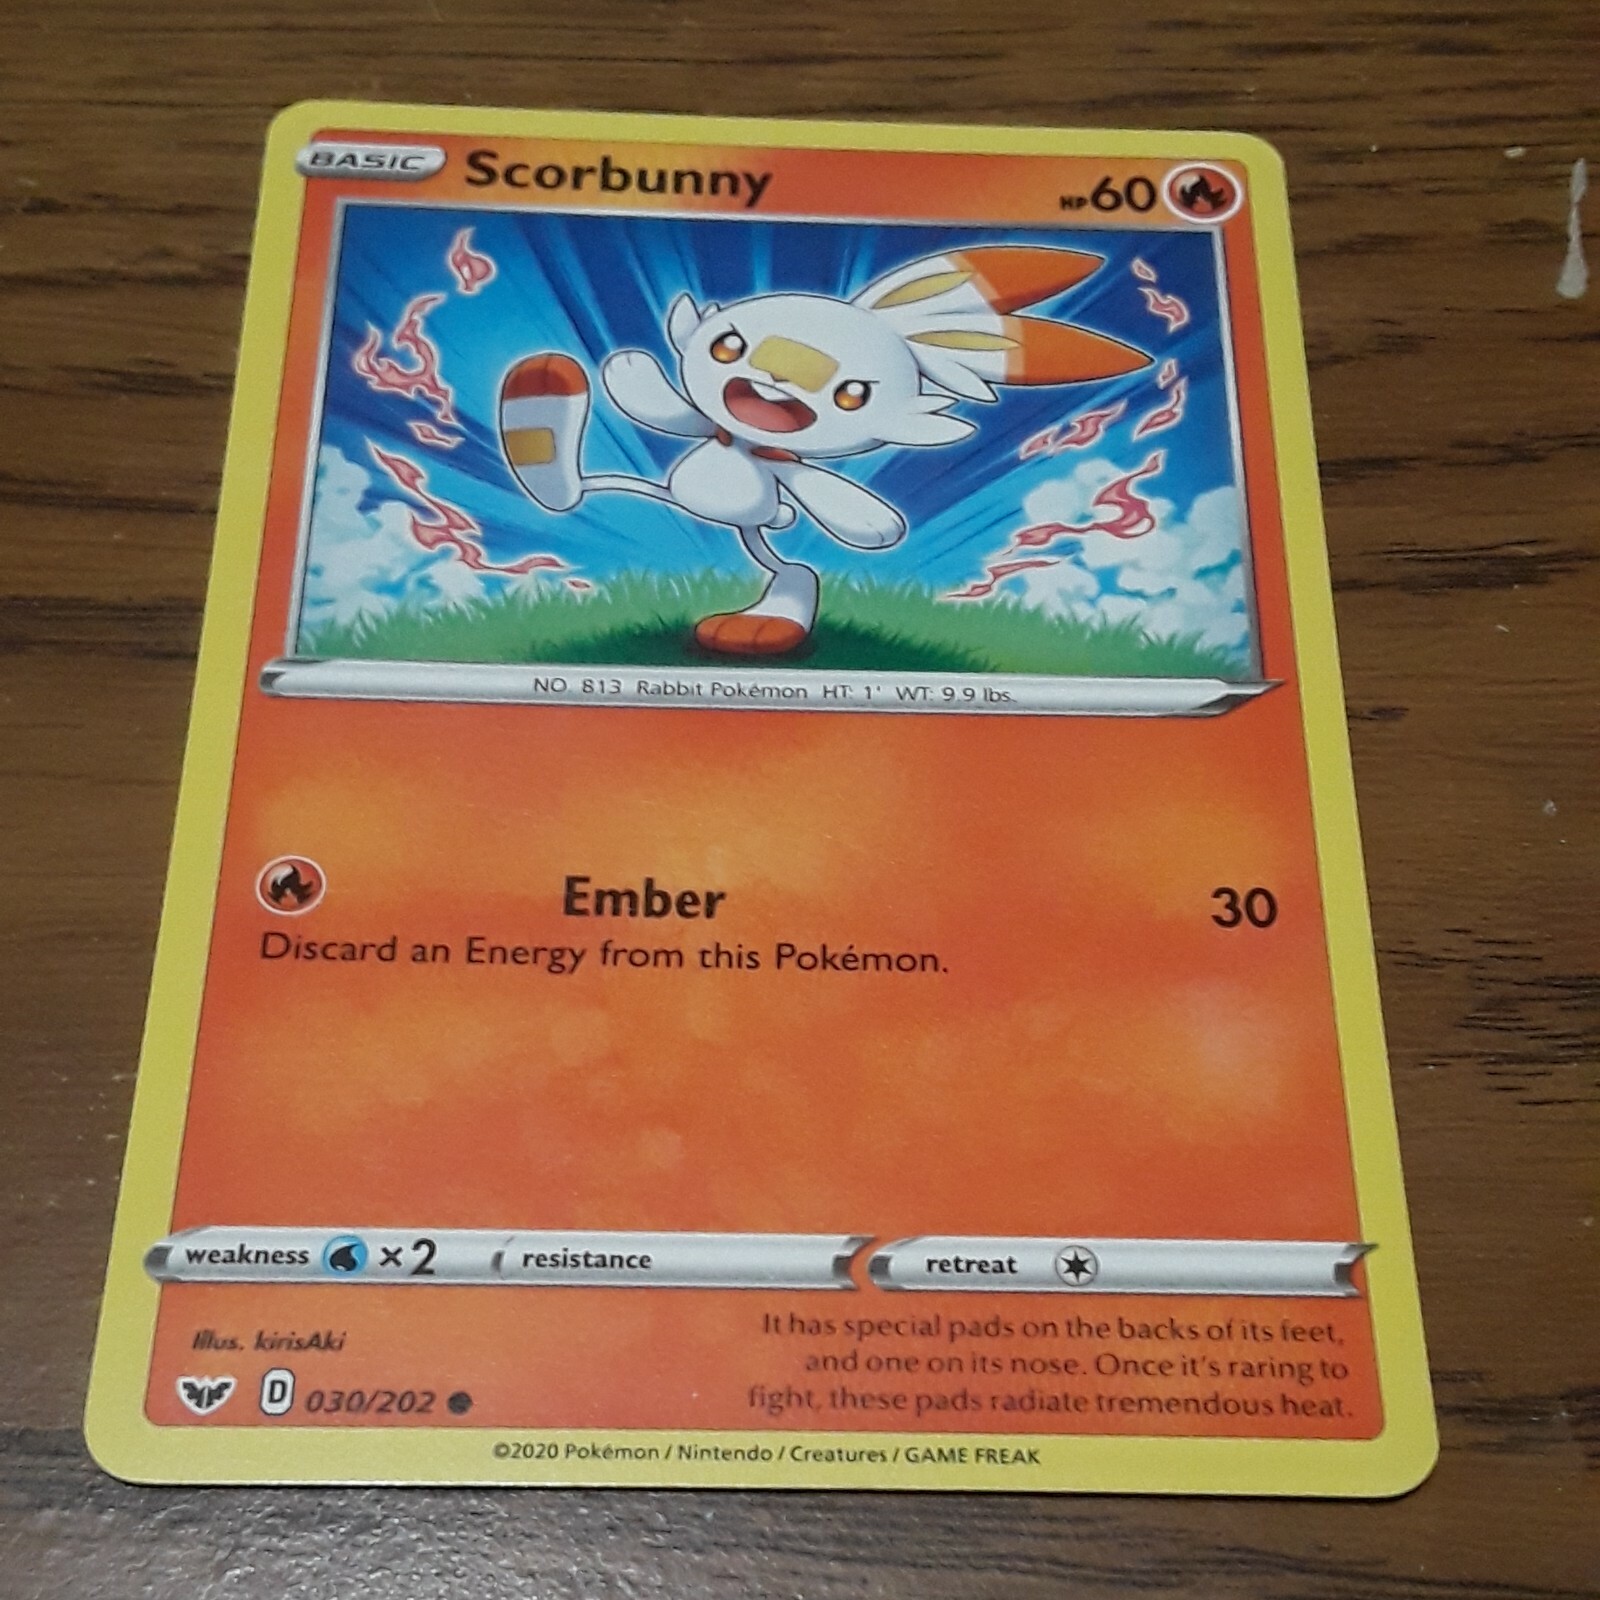 BASIC Scorbunny HP60
NO. 813 Rabbit Pokémon HT: 1' WT: 9.9 lbs.
Ember 30
Discard an Energy from this Pokémon.
weakness ×2 resistance retreat
Illus. kirisAki
It has special pads on the backs of its feet,
and one on its nose. Once it's raring to
fight, these pads radiate tremendous heat.
D 030/202
©2020 Pokémon / Nintendo / Creatures / GAME FREAK